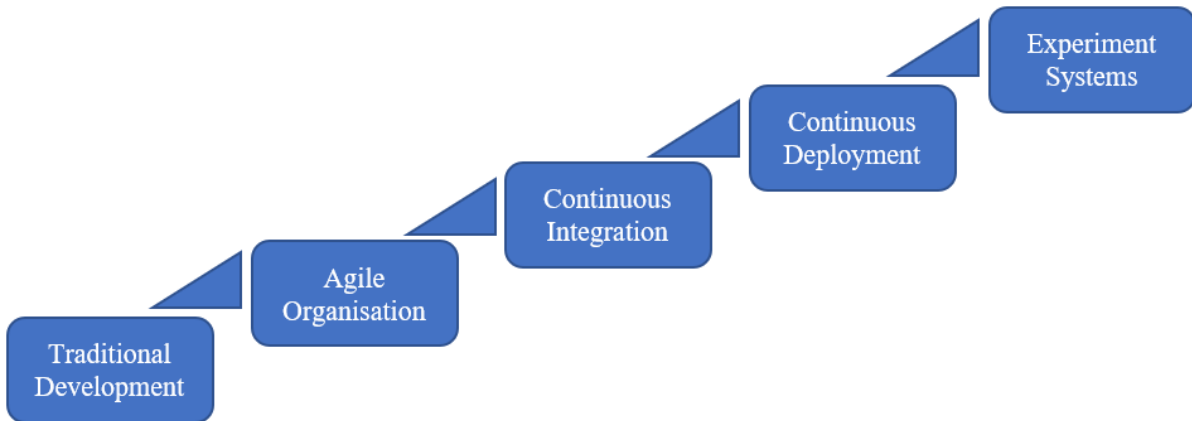 Experiment
Systems
Continuous
Deployment
Continuous
Integration
Agile
Organisation
Traditional
Development